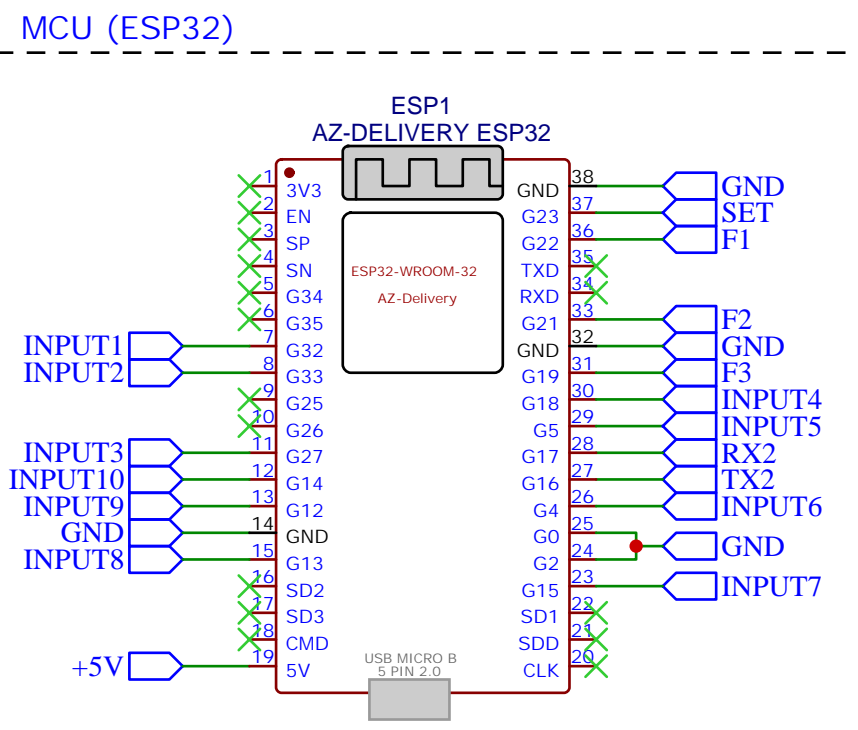 MCU (ESP32)
ESP1
AZ-DELIVERY ESP32
1 3V3
2 EN
3 SP
4 SN
5 G34
6 G35
INPUT1 7 G32
INPUT2 8 G33
9 G25
10 G26
INPUT3 11 G27
INPUT10 12 G14
INPUT9 13 G12
GND 14 GND
INPUT8 15 G13
16 SD2
17 SD3
18 CMD
+5V 19 5V
ESP32-WROOM-32
AZ-Delivery
USB MICRO B
5 PIN 2.0
GND 38 GND
G23 37 SET
G22 36 F1
TXD 35
RXD 34
G21 33 F2
GND 32 GND
G19 31 F3
G18 30 INPUT4
G5 29 INPUT5
G17 28 RX2
G16 27 TX2
G4 26 INPUT6
G0 25
GND
G2 24
G15 23 INPUT7
SD1 22
SDD 21
CLK 20